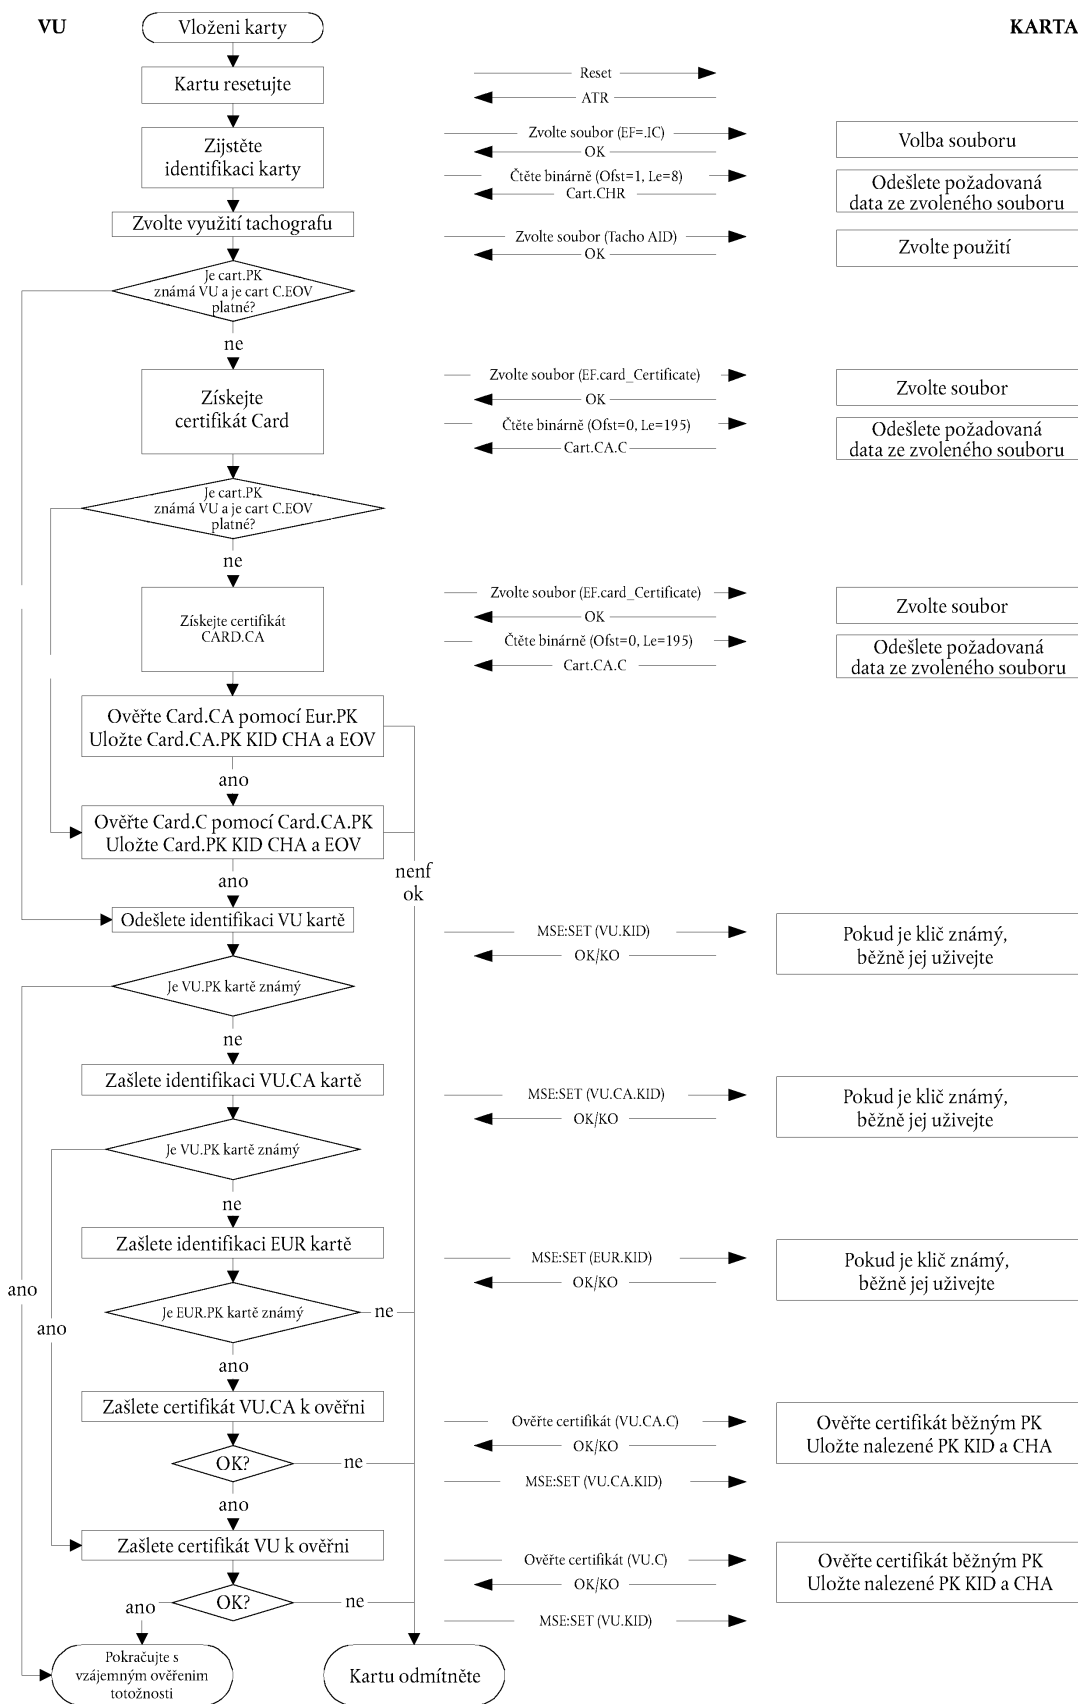 VU
Vloženi karty
KARTA
Kartu resetujte
Reset
ATR
Zijstěte
identifikaci karty
Zvolte soubor (EF=.IC)
OK
Volba souboru
Čtěte binárně (Ofst=1, Le=8)
Cart.CHR
Odešlete požadovaná
data ze zvoleného souboru
Zvolte využití tachografu
Zvolte soubor (Tacho AID)
OK
Zvolte použití
Je cart.PK
známá VU a je cart C.EOV
platné?
ne
Získejte
certifikát Card
Zvolte soubor (EF.card_Certificate)
OK
Zvolte soubor
Čtěte binárně (Ofst=0, Le=195)
Cart.CA.C
Odešlete požadovaná
data ze zvoleného souboru
Je cart.PK
známá VU a je cart C.EOV
platné?
ne
Získejte certifikát
CARD.CA
Zvolte soubor (EF.card_Certificate)
OK
Zvolte soubor
Čtěte binárně (Ofst=0, Le=195)
Cart.CA.C
Odešlete požadovaná
data ze zvoleného souboru
Ověřte Card.CA pomocí Eur.PK
Uložte Card.CA.PK KID CHA a EOV
ano
Ověřte Card.C pomocí Card.CA.PK
Uložte Card.PK KID CHA a EOV
nenf
ok
ano
Odešlete identifikaci VU kartě
MSE:SET (VU.KID)
OK/KO
Pokud je klič známý,
běžně jej uživejte
Je VU.PK kartě známý
ne
Zašlete identifikaci VU.CA kartě
MSE:SET (VU.CA.KID)
OK/KO
Pokud je klič známý,
běžně jej uživejte
Je VU.PK kartě známý
ne
Zašlete identifikaci EUR kartě
MSE:SET (EUR.KID)
OK/KO
Pokud je klič známý,
běžně jej uživejte
ano
ano
Je EUR.PK kartě známý
ne
ano
Zašlete certifikát VU.CA k ověřni
Ověřte certifikát (VU.CA.C)
OK/KO
Ověřte certifikát běžným PK
Uložte nalezené PK KID a CHA
OK?
ne
MSE:SET (VU.CA.KID)
ano
Zašlete certifikát VU k ověřni
Ověřte certifikát (VU.C)
OK/KO
Ověřte certifikát běžným PK
Uložte nalezené PK KID a CHA
OK?
ano
ne
MSE:SET (VU.KID)
Pokračujte s
vzájemným ověřenim
totožnosti
Kartu odmítněte